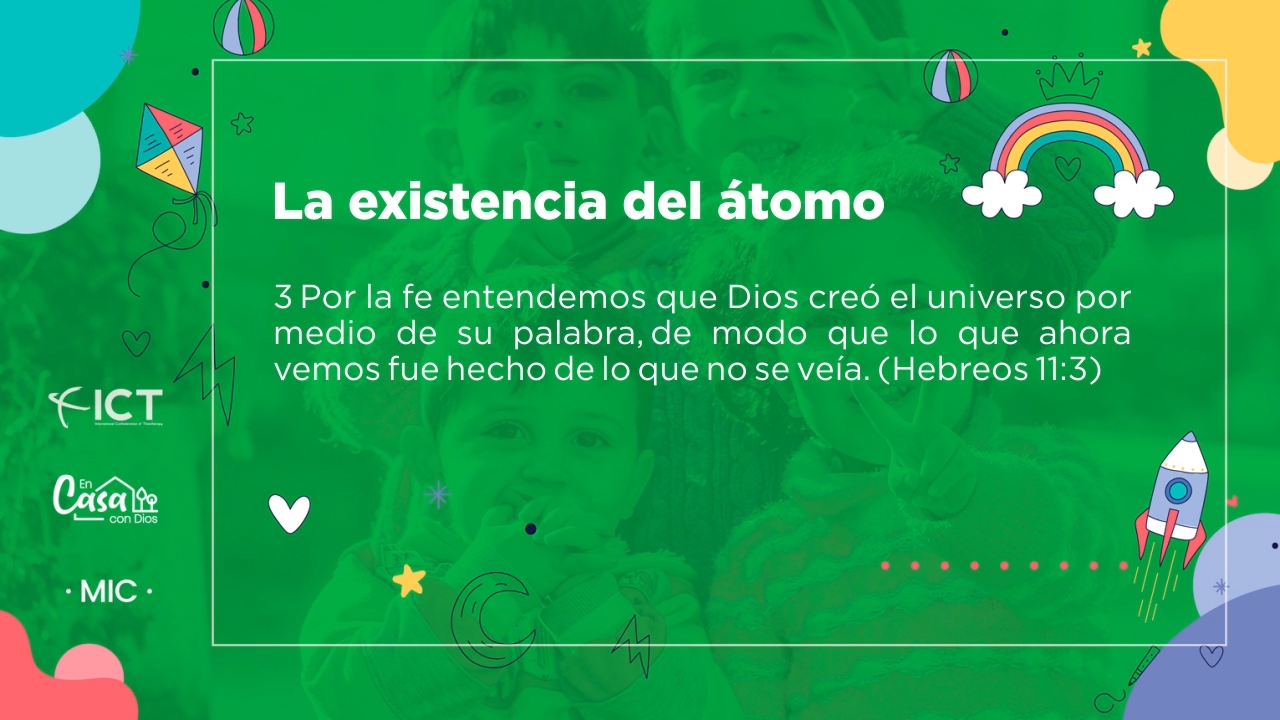 La existencia del átomo
3 Por la fe entendemos que Dios creó el universo por
medio de su palabra, de modo que lo que ahora
vemos fue hecho de lo que no se veía. (Hebreos 11:3)
ICT
En
Casa
con Dios
· MIC ·